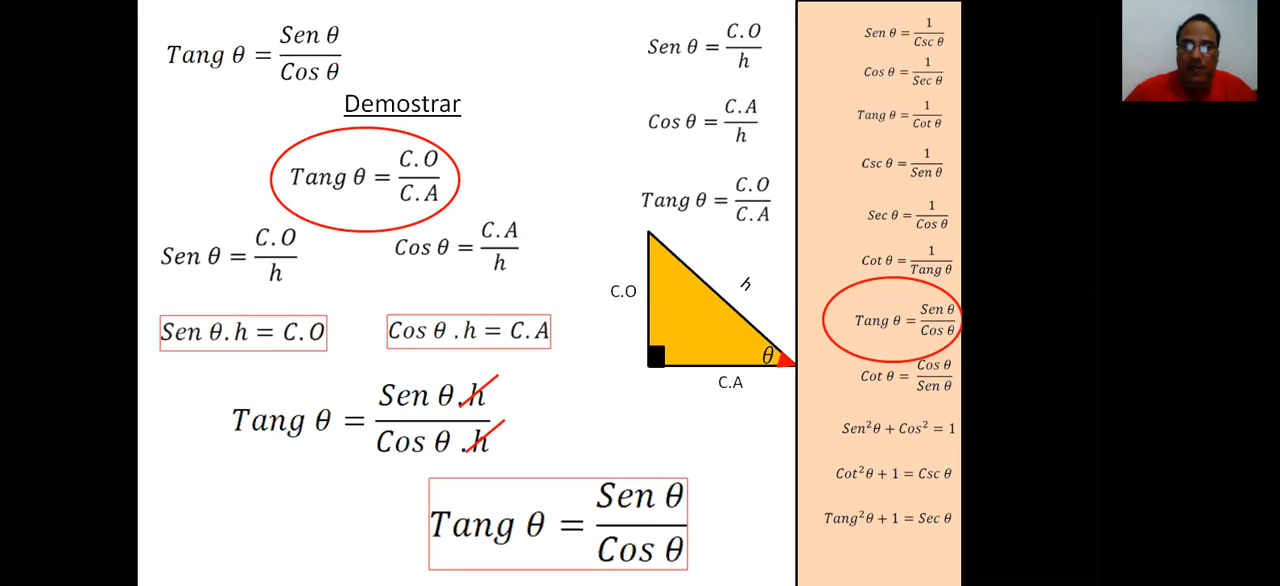 Tang θ = Sen θ / Cos θ
Demostrar
Tang θ = C.O / C.A
Sen θ = C.O / h
Cos θ = C.A / h
Sen θ.h = C.O
Cos θ .h = C.A
Tang θ = Sen θ.h / Cos θ .h
Tang θ = Sen θ / Cos θ
Sen θ = C.O / h
Cos θ = C.A / h
Tang θ = C.O / C.A
C.O
h
θ
C.A
Sen θ = 1 / Csc θ
Cos θ = 1 / Sec θ
Tang θ = 1 / Cot θ
Csc θ = 1 / Sen θ
Sec θ = 1 / Cos θ
Cot θ = 1 / Tang θ
Tang θ = Sen θ / Cos θ
Cot θ = Cos θ / Sen θ
Sen²θ + Cos² = 1
Cot²θ + 1 = Csc θ
Tang²θ + 1 = Sec θ